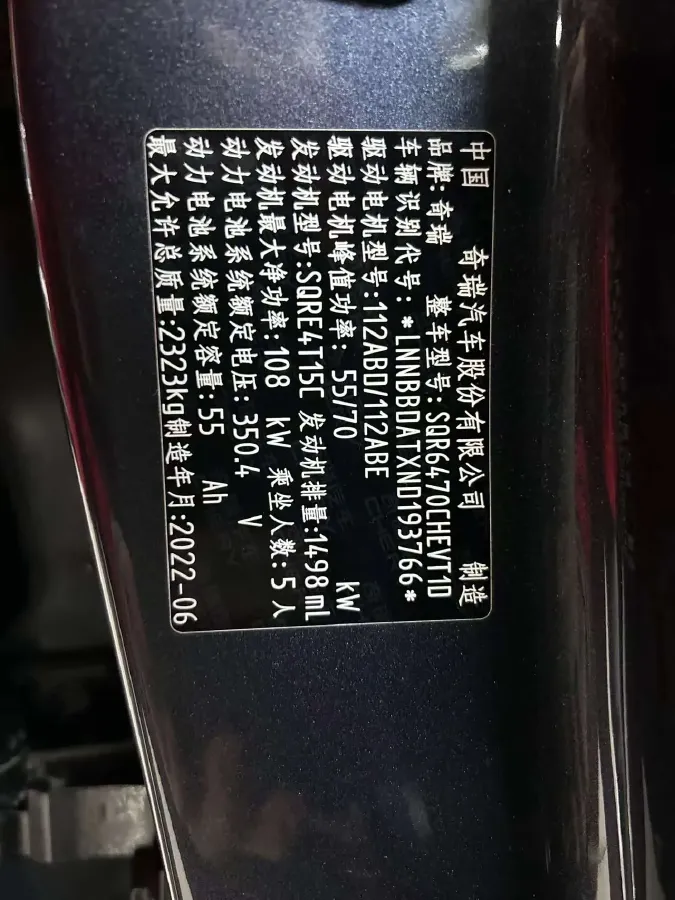 中国 奇瑞汽车股份有限公司 制造
品牌:奇瑞 整车型号:SQR6470CHEVT1D
车辆识别代号:*LNNBBDATXND193766*
驱动电机型号:112ABD/112ABE
驱动电机峰值功率: 55/70 kW
发动机型号:SQRE4T15C 发动机排量:1498mL
发动机最大净功率:108 kW 乘坐人数:5人
动力电池系统额定电压:350.4 V
动力电池系统额定容量:55 Ah
最大允许总质量:2323kg制造年月:2022-06